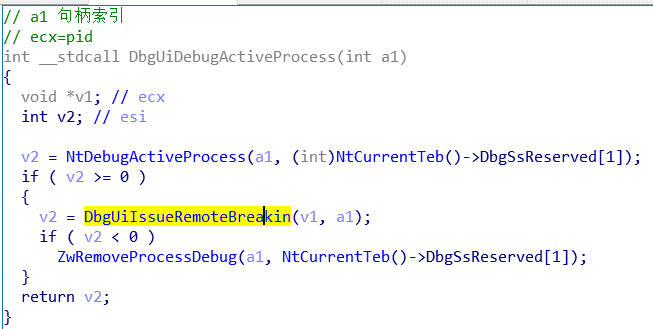 // a1 句柄索引
// ecx=pid
int __stdcall DbgUiDebugActiveProcess(int a1)
{
  void *v1; // ecx
  int v2; // esi

  v2 = NtDebugActiveProcess(a1, (int)NtCurrentTeb()->DbgSsReserved[1]);
  if ( v2 >= 0 )
  {
    v2 = DbgUiIssueRemoteBreakin(v1, a1);
    if ( v2 < 0 )
      ZwRemoveProcessDebug(a1, NtCurrentTeb()->DbgSsReserved[1]);
  }
  return v2;
}